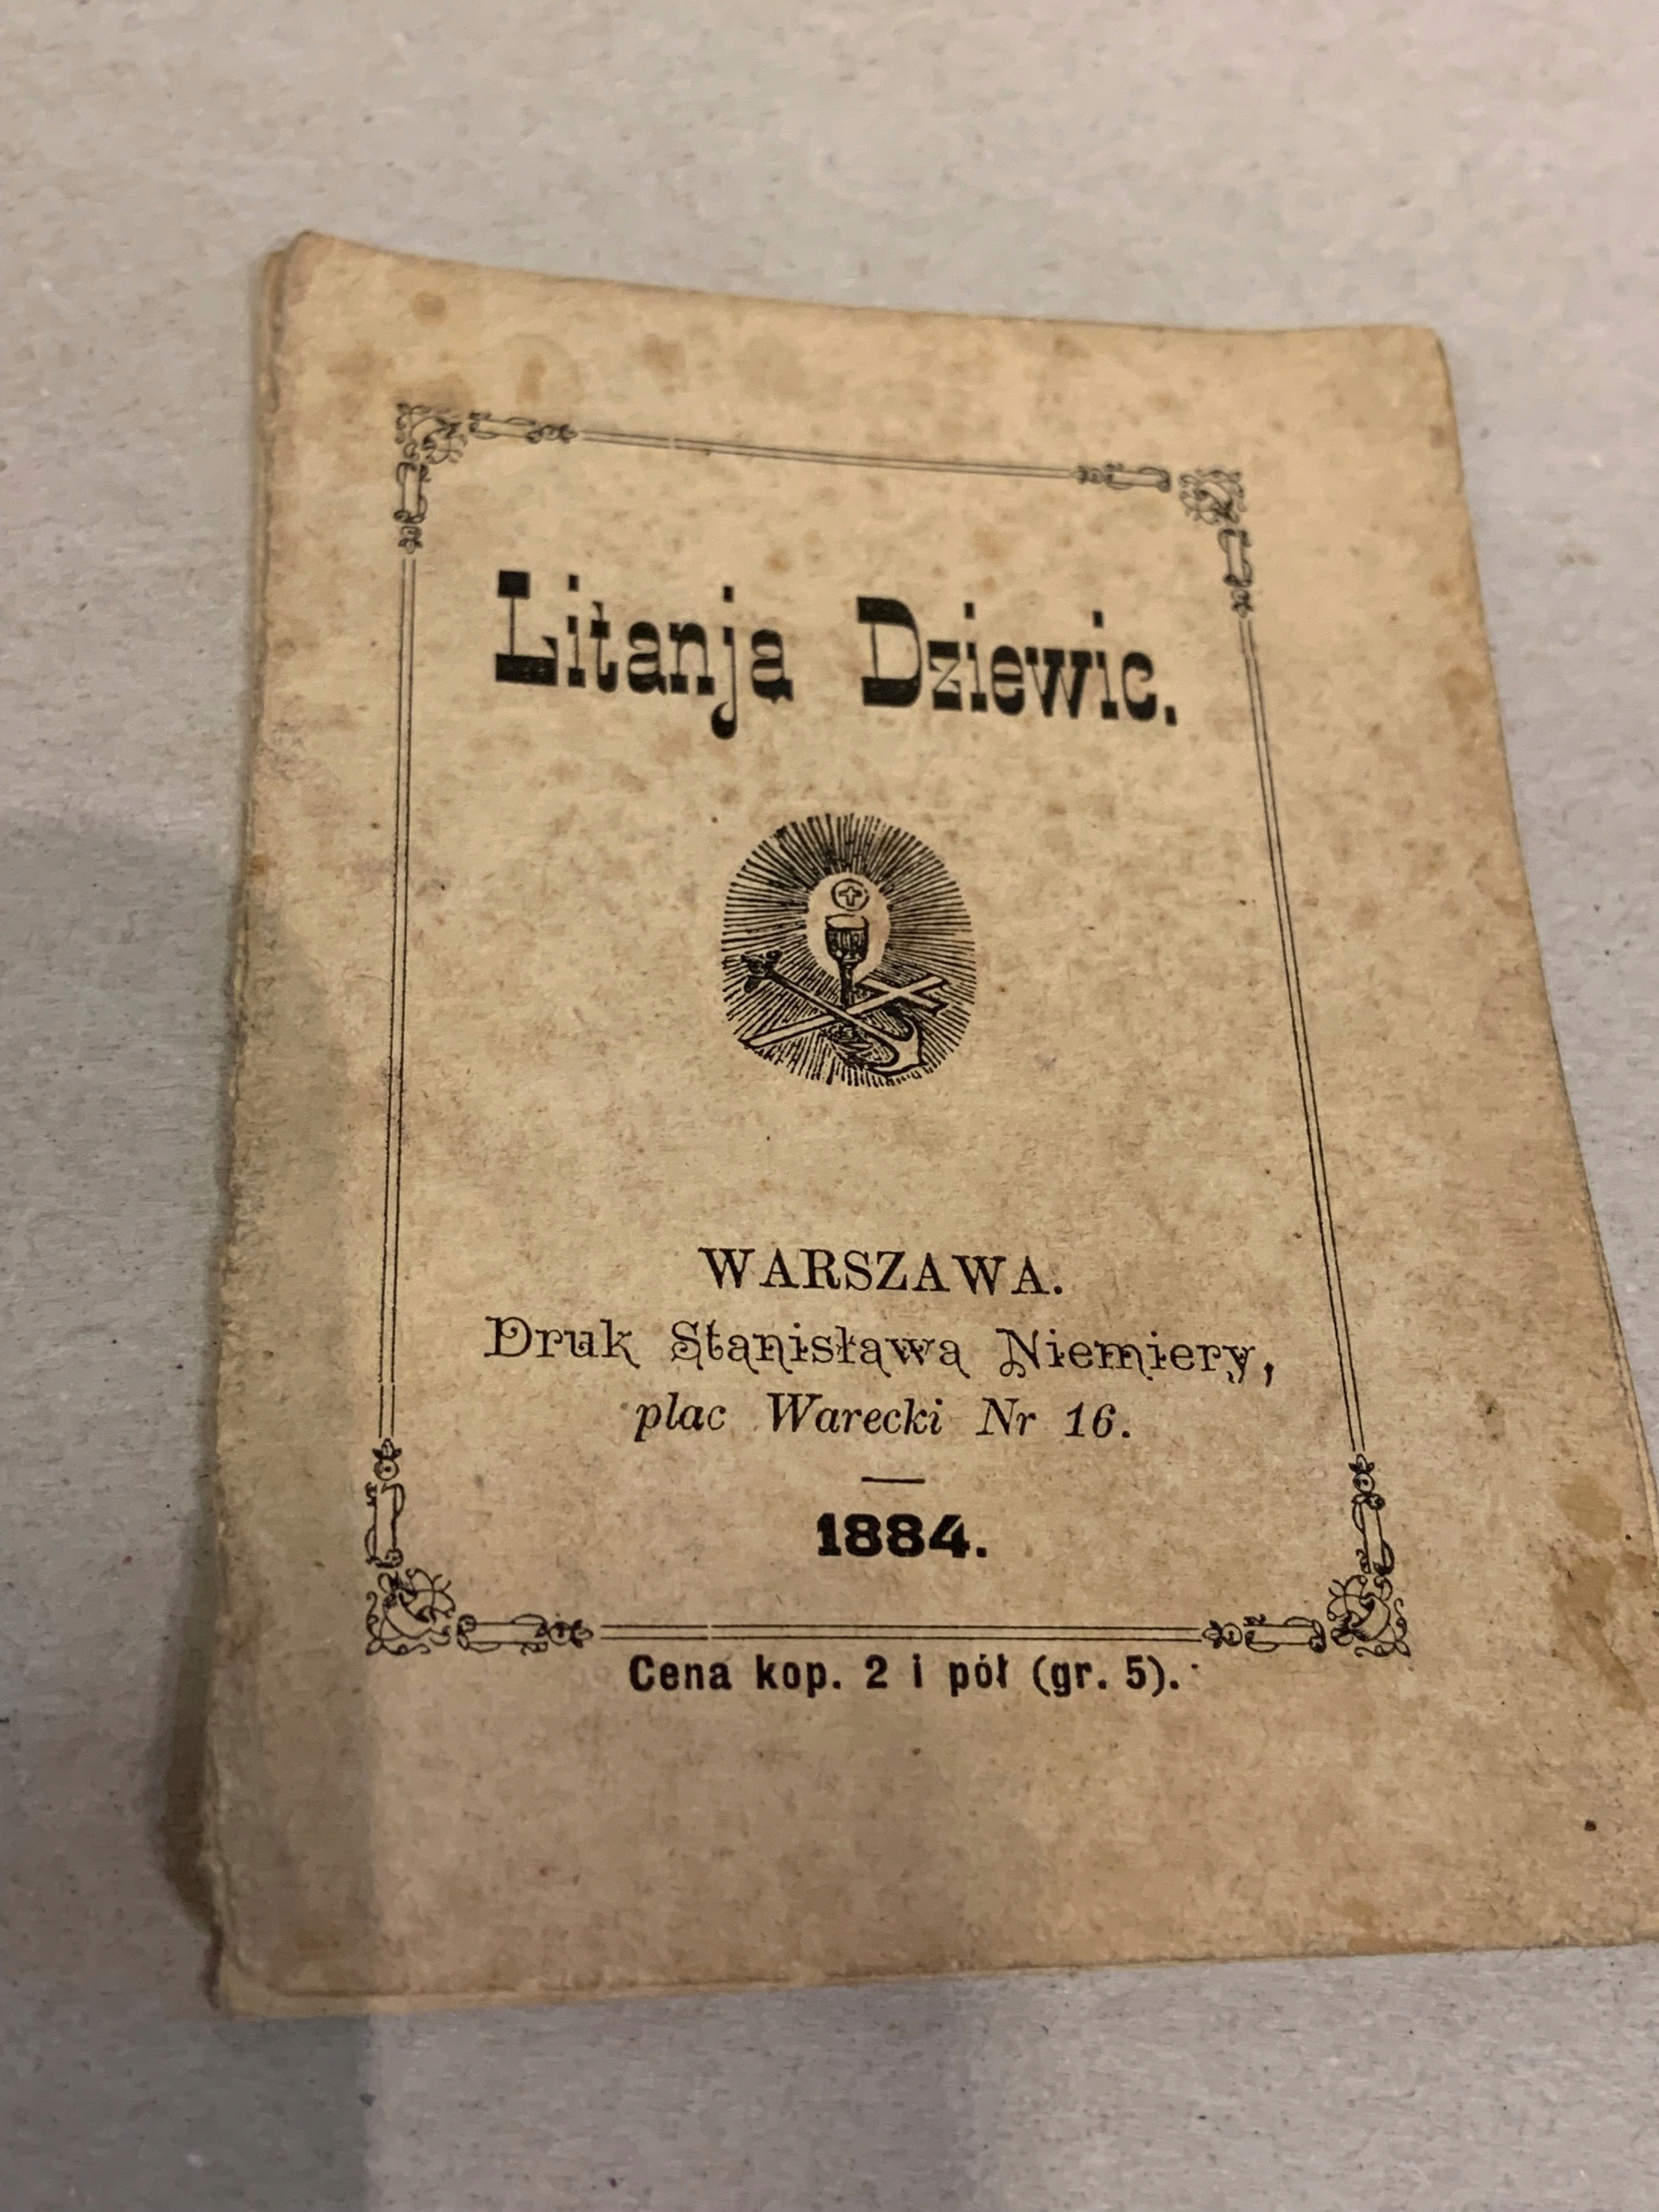 Litanja Dziewic.
WARSZAWA.
Druk Stanisława Niemiery,
plac Warecki Nr 16.
1884.
Cena kop. 2 i pół (gr. 5).